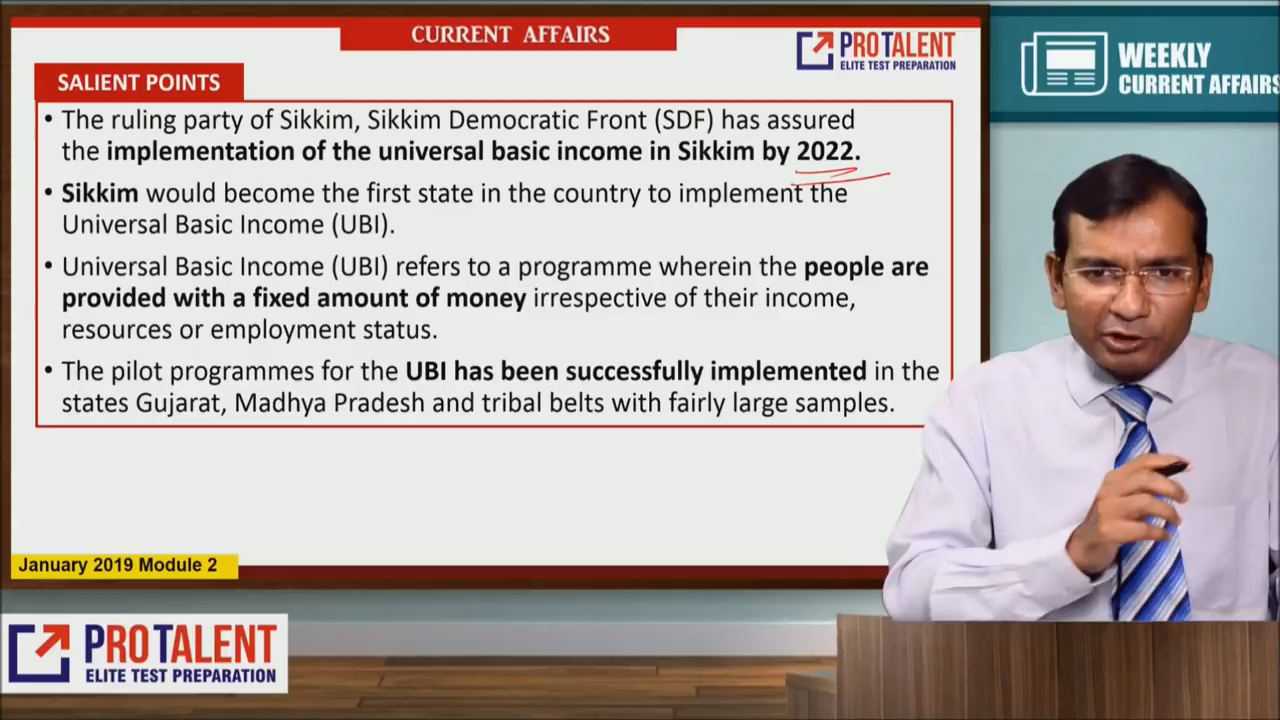 CURRENT AFFAIRS
PROTALENT
ELITE TEST PREPARATION
WEEKLY
CURRENT AFFAIRS
SALIENT POINTS
• The ruling party of Sikkim, Sikkim Democratic Front (SDF) has assured
the implementation of the universal basic income in Sikkim by 2022.
• Sikkim would become the first state in the country to implement the
Universal Basic Income (UBI).
• Universal Basic Income (UBI) refers to a programme wherein the people are
provided with a fixed amount of money irrespective of their income,
resources or employment status.
• The pilot programmes for the UBI has been successfully implemented in the
states Gujarat, Madhya Pradesh and tribal belts with fairly large samples.
January 2019 Module 2
PROTALENT
ELITE TEST PREPARATION